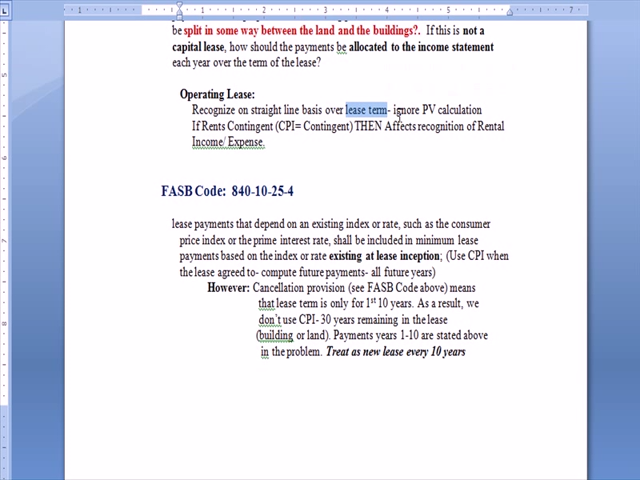 be split in some way between the land and the buildings?. If this is not a
capital lease, how should the payments be allocated to the income statement
each year over the term of the lease?
Operating Lease:
Recognize on straight line basis over lease term- ignore PV calculation
If Rents Contingent (CPI= Contingent) THEN Affects recognition of Rental
Income/ Expense.
FASB Code: 840-10-25-4
lease payments that depend on an existing index or rate, such as the consumer
price index or the prime interest rate, shall be included in minimum lease
payments based on the index or rate existing at lease inception; (Use CPI when
the lease agreed to- compute future payments- all future years)
However: Cancellation provision (see FASB Code above) means
that lease term is only for 1st 10 years. As a result, we
don't use CPI- 30 years remaining in the lease
(building or land). Payments years 1-10 are stated above
in the problem. Treat as new lease every 10 years